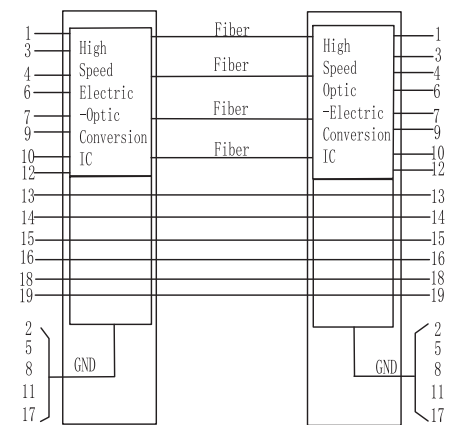 1
3
4
6
7
9
10
12
13
14
15
16
18
19
2
5
8
11
17
High
Speed
Electric
-Optic
Conversion
IC
GND
Fiber
Fiber
Fiber
Fiber
High
Speed
Optic
-Electric
Conversion
IC
GND
1
3
4
6
7
9
10
12
13
14
15
16
18
19
2
5
8
11
17